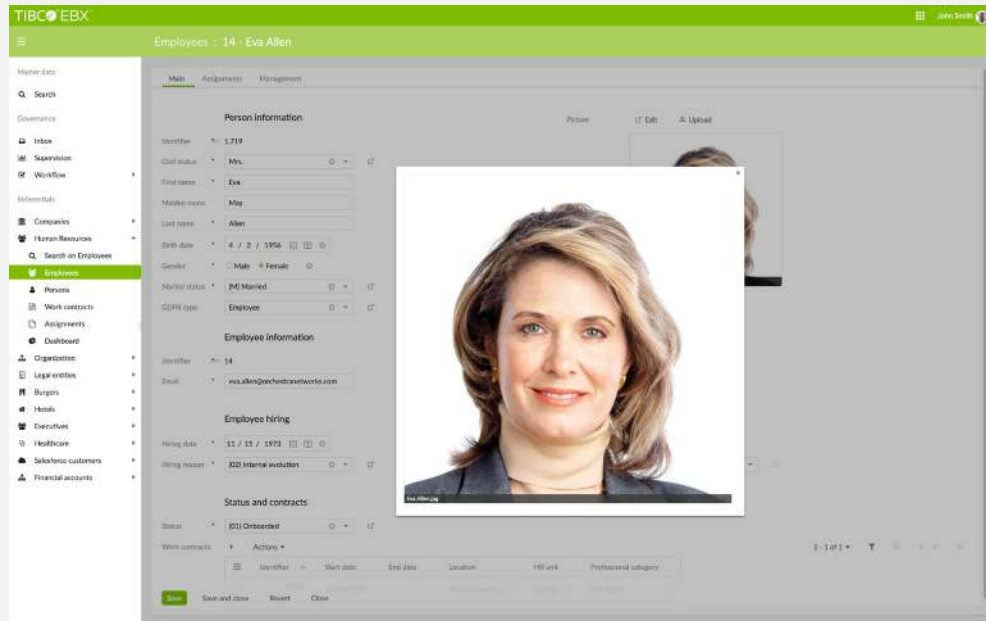 TIBCO EBX
John Smith
Employees : 14 - Eva Allen
Master data
Search
Governance
Inbox
Supervision
Workflow
Referentials
Companies
Human Resources
Search on Employees
Employees
Persons
Work contracts
Assignments
Dashboard
Organization
Legal entities
Burgers
Hotels
Executives
Healthcare
Salesforce customers
Financial accounts
Main Assignments Management
Person information
Picture Edit Upload
Identifier 1,719
Civil status * Mrs.
First name * Eva
Maiden name May
Last name * Allen
Birth date * 4 / 2 / 1956
Gender * Male Female
Marital status * [M] Married
GDPR type Employee
Employee information
Identifier 14
Email * eva.allen@orchestranetworks.com
Employee hiring
Hiring date * 11 / 15 / 1973
Hiring reason * [02] Internal evolution
Eva Allen.jpg
Status and contracts
Status * [01] Onboarded
Work contracts + Actions
1 - 1 of 1
Identifier Start date End date Location HR unit Professional category
Save Save and close Revert Close